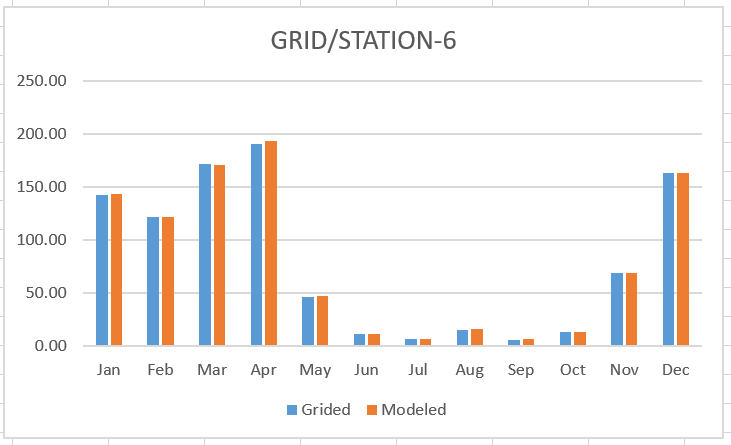 GRID/STATION-6
250.00
200.00
150.00
100.00
50.00
0.00
Jan Feb Mar Apr May Jun Jul Aug Sep Oct Nov Dec
Grided Modeled